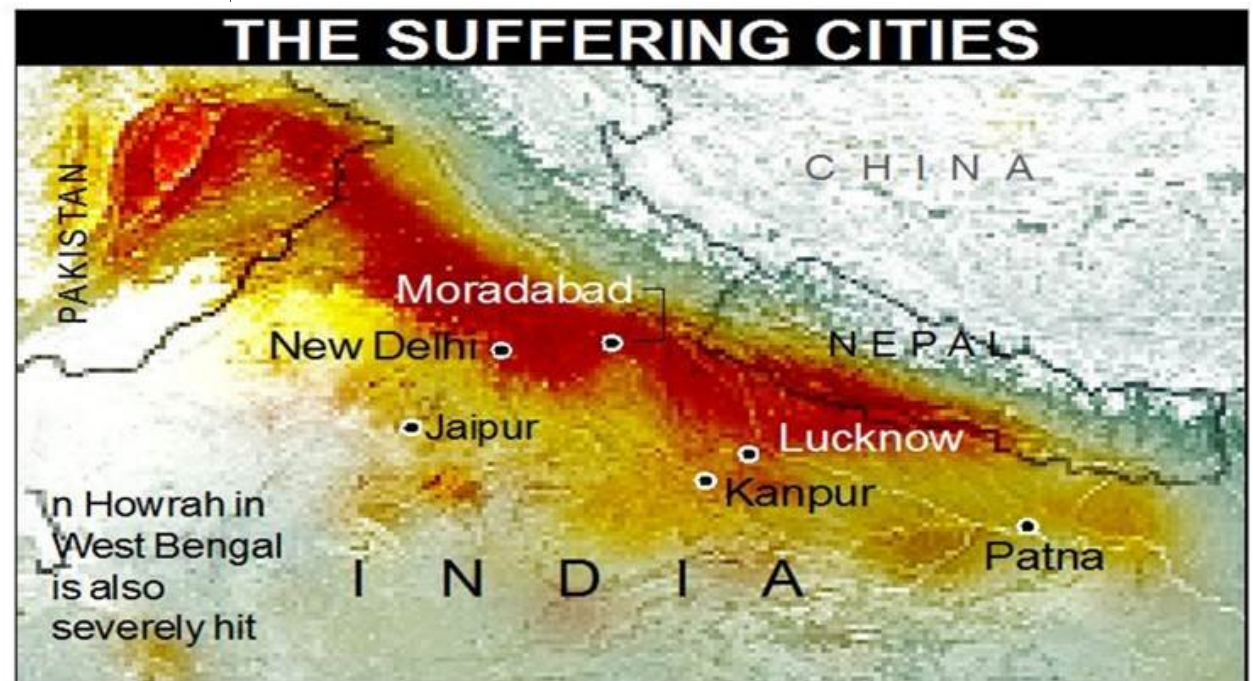 THE SUFFERING CITIES
CHINA
PAKISTAN
Moradabad
NEPAL
New Delhi
Jaipur
Lucknow
Kanpur
n Howrah in
West Bengal
is also
severely hit
Patna
INDIA